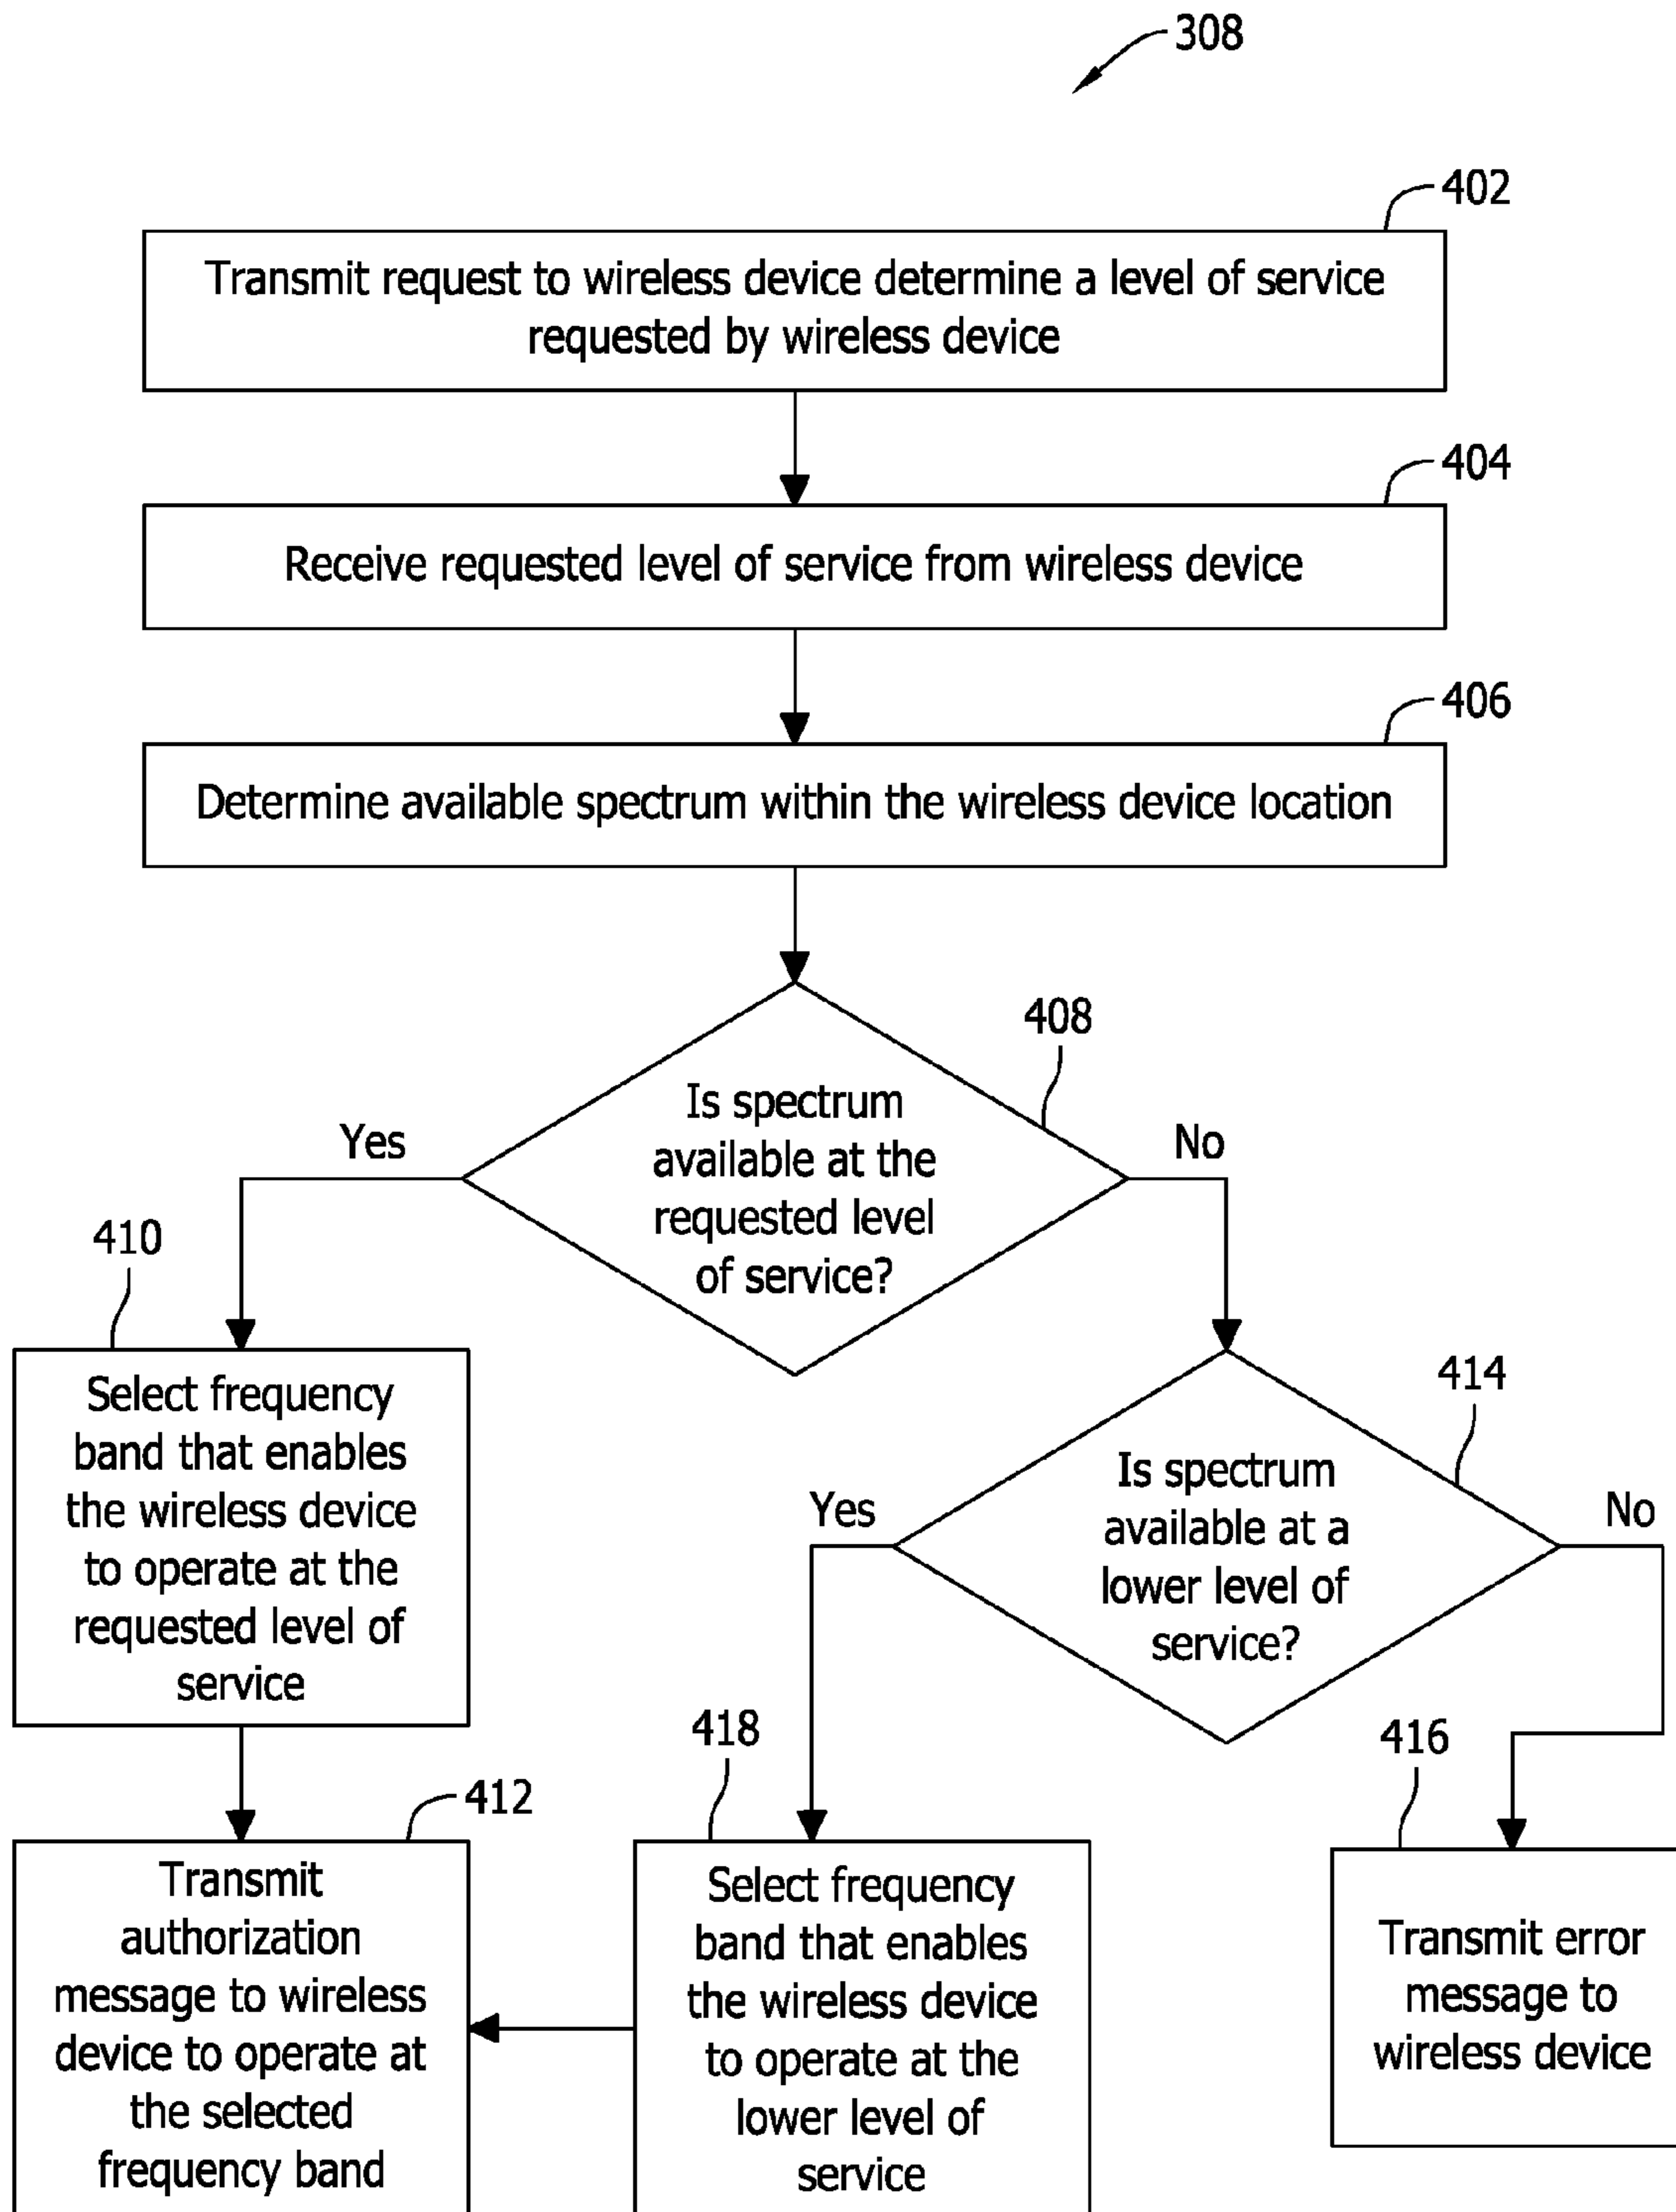 308
402
Transmit request to wireless device determine a level of service
requested by wireless device
404
Receive requested level of service from wireless device
406
Determine available spectrum within the wireless device location
408
Is spectrum
available at the
requested level
of service?
Yes
No
410
Select frequency
band that enables
the wireless device
to operate at the
requested level of
service
414
Is spectrum
available at a
lower level of
service?
Yes
No
412
Transmit
authorization
message to wireless
device to operate at
the selected
frequency band
418
Select frequency
band that enables
the wireless device
to operate at the
lower level of
service
416
Transmit error
message to
wireless device